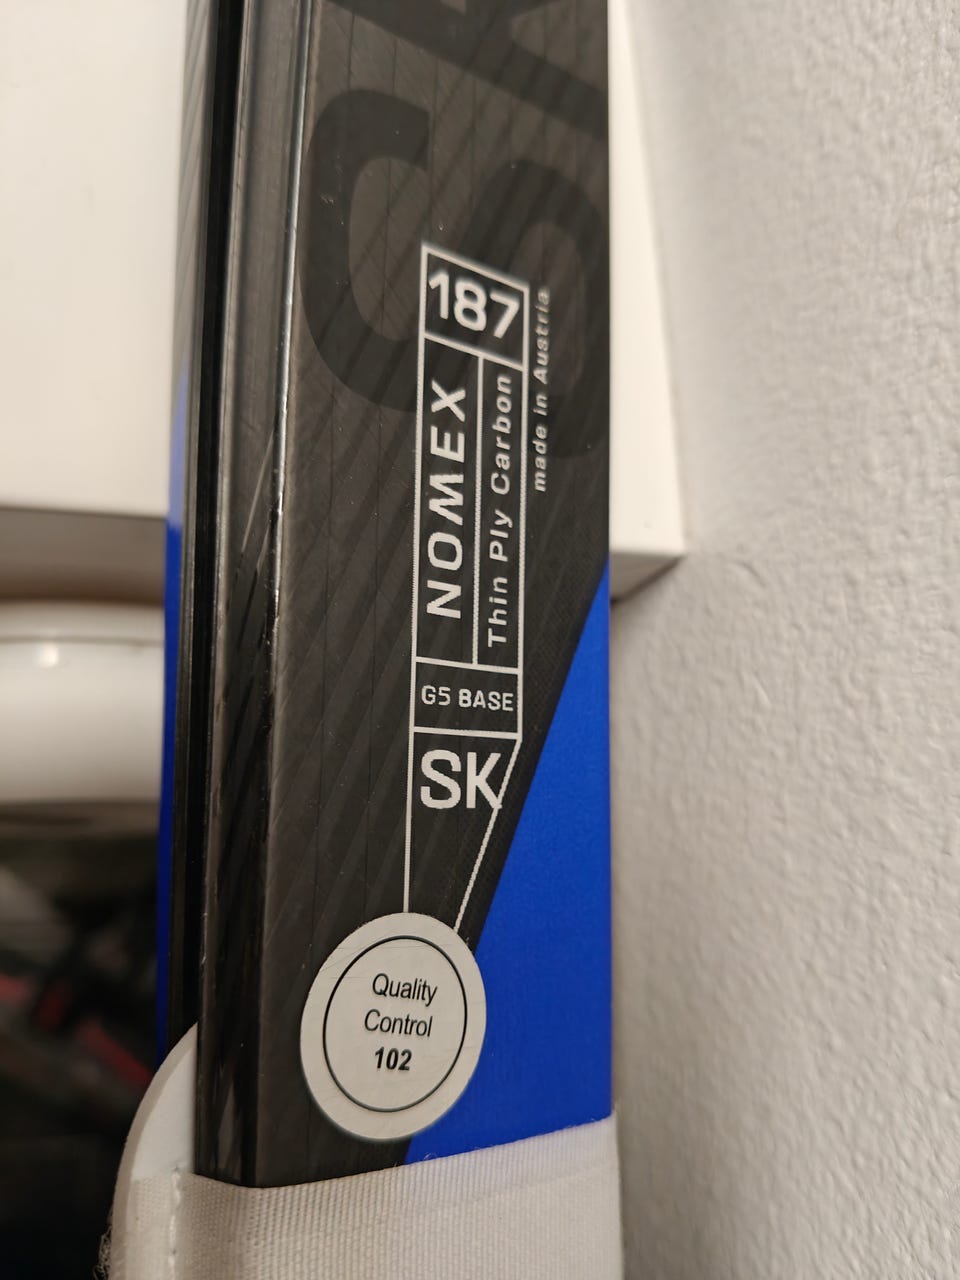 187
NOMEX
Thin Ply Carbon
made in Austria
G5 BASE
SK
Quality
Control
102